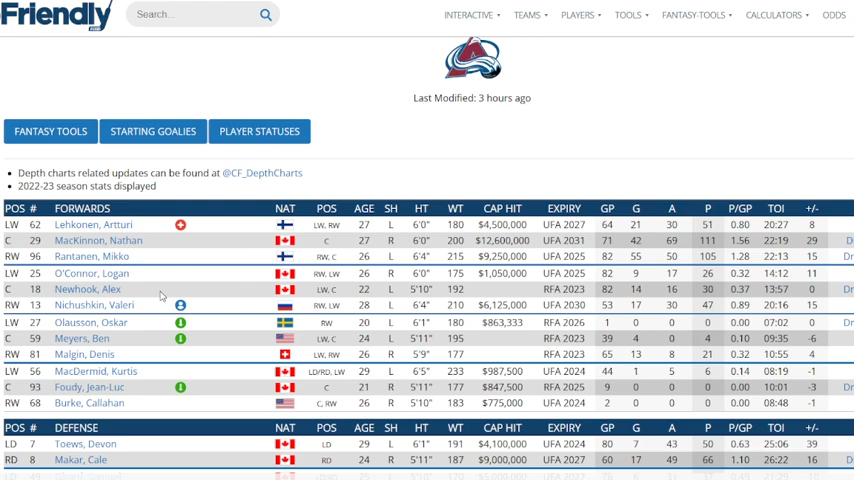 Friendly
Search...
INTERACTIVE TEAMS PLAYERS TOOLS FANTASY-TOOLS CALCULATORS ODDS
Last Modified: 3 hours ago
FANTASY TOOLS STARTING GOALIES PLAYER STATUSES
Depth charts related updates can be found at @CF_DepthCharts
2022-23 season stats displayed
POS # FORWARDS NAT POS AGE SH HT WT CAP HIT EXPIRY GP G A P P/GP TOI +/-
LW 62 Lehkonen, Artturi LW, RW 27 L 6'0" 180 $4,500,000 UFA 2027 64 21 30 51 0.80 20:27 8
C 29 MacKinnon, Nathan C 27 R 6'0" 200 $12,600,000 UFA 2031 71 42 69 111 1.56 22:19 29 D
RW 96 Rantanen, Mikko RW, C 26 L 6'4" 215 $9,250,000 UFA 2025 82 55 50 105 1.28 22:13 15 Dr
LW 25 O'Connor, Logan RW, LW 26 R 6'0" 175 $1,050,000 UFA 2025 82 9 17 26 0.32 14:12 11
C 18 Newhook, Alex LW, C 22 L 5'10" 192 RFA 2023 82 14 16 30 0.37 13:57 0 D
RW 13 Nichushkin, Valeri RW, LW 28 L 6'4" 210 $6,125,000 UFA 2030 53 17 30 47 0.89 20:16 15 Dr
LW 27 Olausson, Oskar RW 20 L 6'1" 180 $863,333 RFA 2026 1 0 0 0 0.00 07:02 0 Dr
C 59 Meyers, Ben LW, C 24 L 5'11" 195 RFA 2023 39 4 0 4 0.10 09:35 -6
RW 81 Malgin, Denis LW, RW 26 R 5'9" 177 RFA 2023 65 13 8 21 0.32 10:55 4
LW 56 MacDermid, Kurtis LD/RD, LW 29 L 6'5" 233 $987,500 UFA 2024 44 1 5 6 0.14 08:19 -1
C 93 Foudy, Jean-Luc C 21 R 5'11" 177 $847,500 RFA 2025 9 0 0 0 0.00 10:01 -3 Dr
RW 68 Burke, Callahan C, RW 26 R 5'10" 183 $775,000 UFA 2024 2 0 0 0 0.00 08:48 -1
POS # DEFENSE NAT POS AGE SH HT WT CAP HIT EXPIRY GP G A P P/GP TOI +/-
LD 7 Toews, Devon LD 29 L 6'1" 191 $4,100,000 UFA 2024 80 7 43 50 0.63 25:06 39
RD 8 Makar, Cale RD 24 R 5'11" 187 $9,000,000 UFA 2027 60 17 49 66 1.10 26:22 16 D